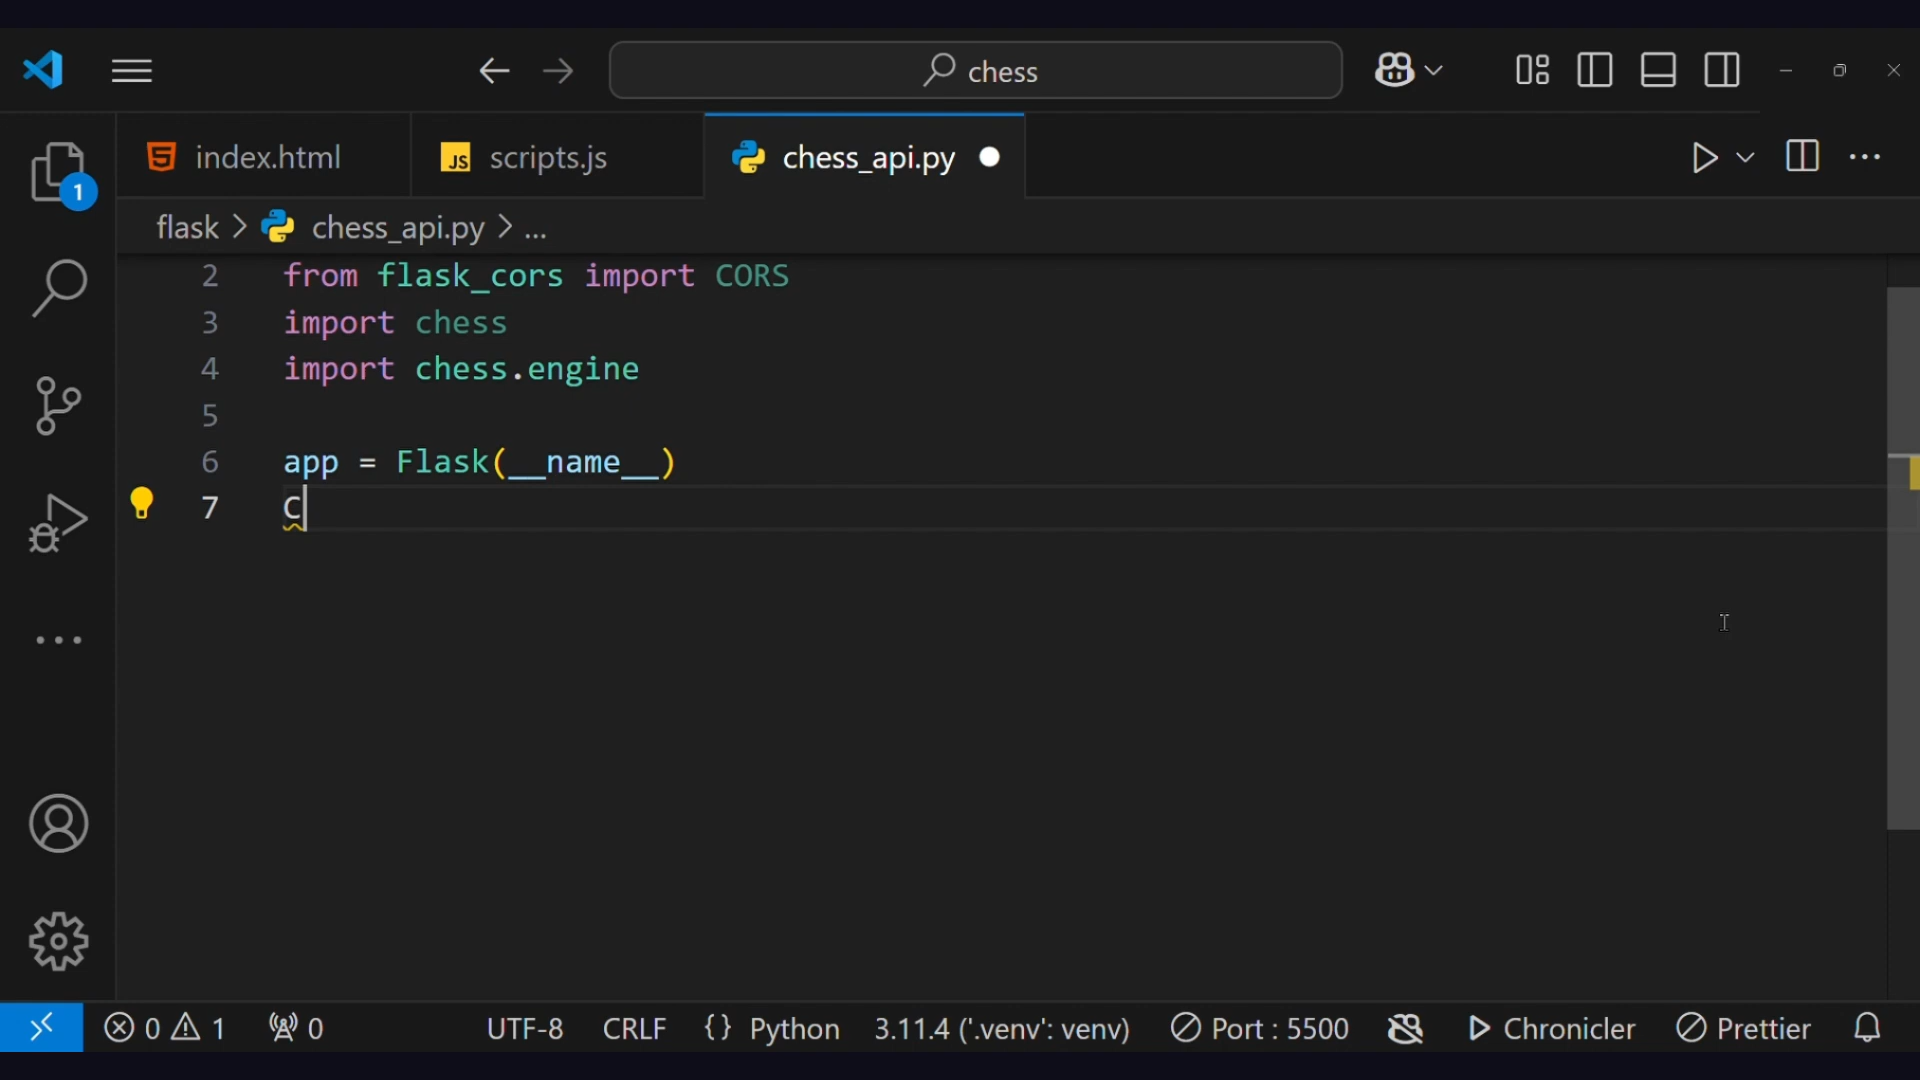 chess
index.html
JS scripts.js
chess_api.py
1
flask > chess_api.py > ...
2 from flask_cors import CORS
3 import chess
4 import chess.engine
5
6 app = Flask(__name__)
7 C
0 1 0 UTF-8 CRLF {} Python 3.11.4 ('.venv': venv) Port : 5500 Chronicler Prettier